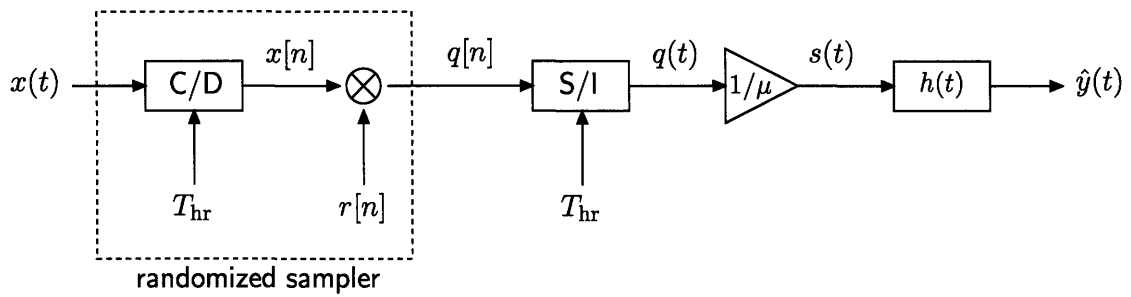 x(t)
C/D
x[n]
q[n]
S/I
q(t)
1/μ
s(t)
h(t)
ŷ(t)
T_hr
r[n]
T_hr
randomized sampler